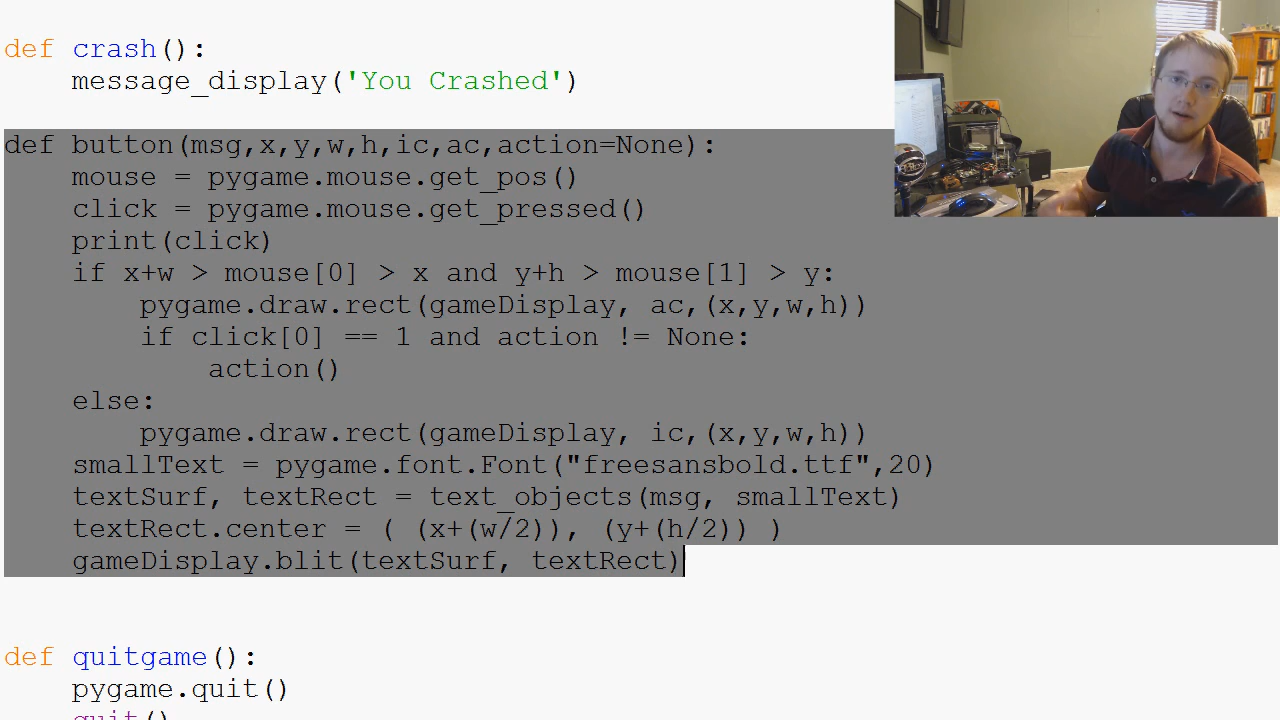 def crash():
    message_display('You Crashed')
def button(msg,x,y,w,h,ic,ac,action=None):
    mouse = pygame.mouse.get_pos()
    click = pygame.mouse.get_pressed()
    print(click)
    if x+w > mouse[0] > x and y+h > mouse[1] > y:
        pygame.draw.rect(gameDisplay, ac,(x,y,w,h))
        if click[0] == 1 and action != None:
            action()
    else:
        pygame.draw.rect(gameDisplay, ic,(x,y,w,h))
    smallText = pygame.font.Font("freesansbold.ttf",20)
    textSurf, textRect = text_objects(msg, smallText)
    textRect.center = ( (x+(w/2)), (y+(h/2)) )
    gameDisplay.blit(textSurf, textRect)
def quitgame():
    pygame.quit()
    quit()